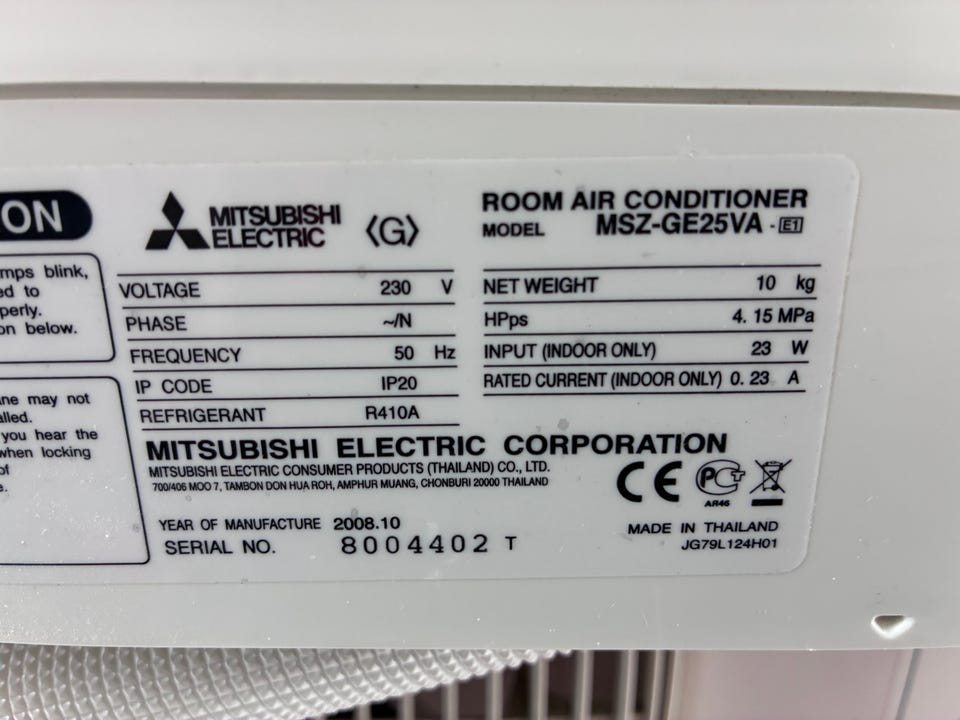 ON
mps blink,
ed to
perly.
on below.
ne may not
alled.
you hear the
when locking
of
e.
MITSUBISHI
ELECTRIC
〈G〉
VOLTAGE 230 V
PHASE ~/N
FREQUENCY 50 Hz
IP CODE IP20
REFRIGERANT R410A
ROOM AIR CONDITIONER
MODEL MSZ-GE25VA - E1
NET WEIGHT 10 kg
HPps 4. 15 MPa
INPUT (INDOOR ONLY) 23 W
RATED CURRENT (INDOOR ONLY) 0. 23 A
MITSUBISHI ELECTRIC CORPORATION
MITSUBISHI ELECTRIC CONSUMER PRODUCTS (THAILAND) CO., LTD.
700/406 MOO 7, TAMBON DON HUA ROH, AMPHUR MUANG, CHONBURI 20000 THAILAND
CE
РСТ
AЯ46
YEAR OF MANUFACTURE 2008.10
SERIAL NO. 8004402 T
MADE IN THAILAND
JG79L124H01